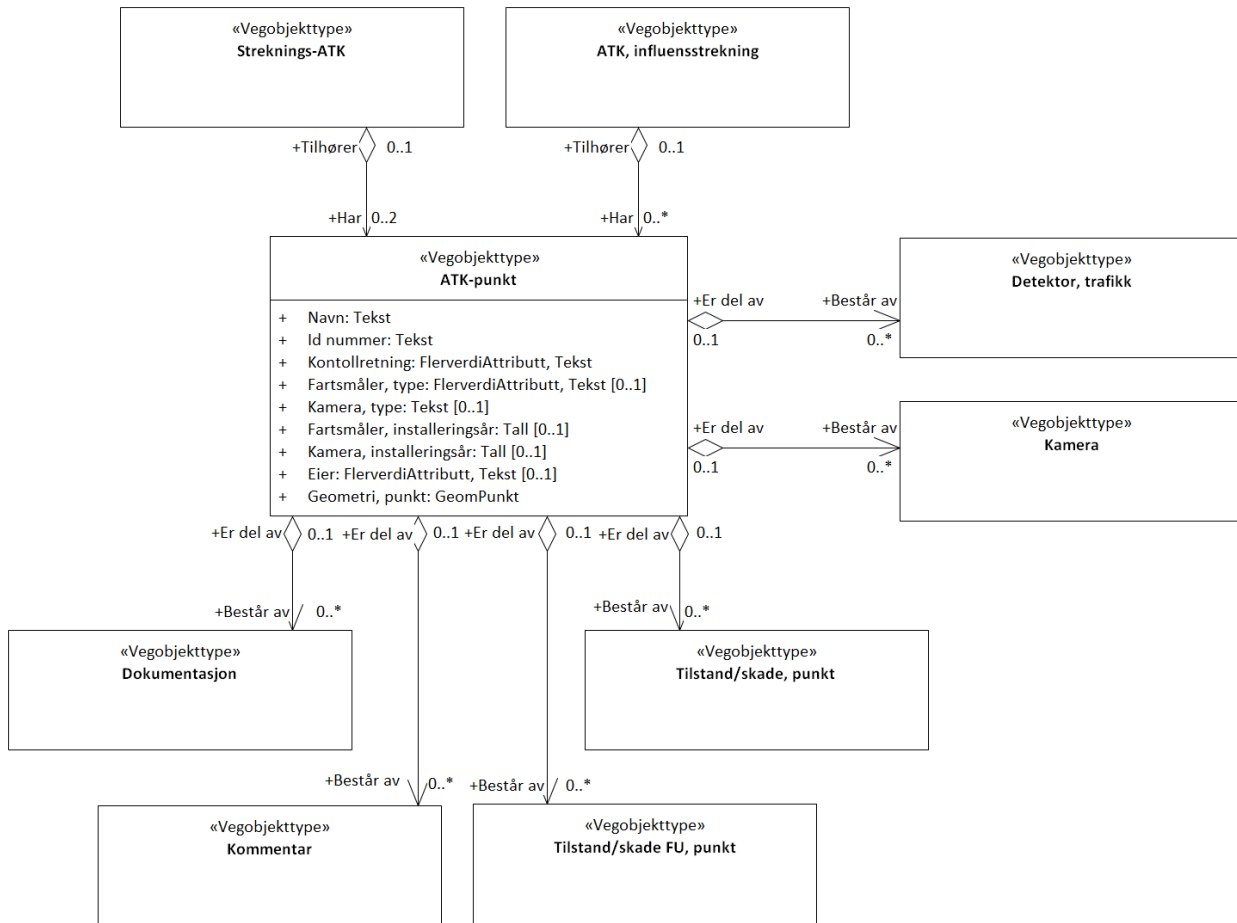 «Vegobjekttype»
Streknings-ATK
«Vegobjekttype»
ATK, influensstrekning
+Tilhører
0..1
+Tilhører
0..1
+Har
0..2
+Har
0..*
«Vegobjekttype»
ATK-punkt
+ Navn: Tekst
+ Id nummer: Tekst
+ Kontollretning: FlerverdiAttributt, Tekst
+ Fartsmåler, type: FlerverdiAttributt, Tekst [0..1]
+ Kamera, type: Tekst [0..1]
+ Fartsmåler, installeringsår: Tall [0..1]
+ Kamera, installeringsår: Tall [0..1]
+ Eier: FlerverdiAttributt, Tekst [0..1]
+ Geometri, punkt: GeomPunkt
+Er del av
0..1
+Består av
0..*
«Vegobjekttype»
Detektor, trafikk
+Er del av
0..1
+Består av
0..*
«Vegobjekttype»
Kamera
+Er del av
0..1
+Er del av
0..1
+Er del av
0..1
+Er del av
0..1
+Består av
0..*
+Består av
0..*
«Vegobjekttype»
Dokumentasjon
«Vegobjekttype»
Tilstand/skade, punkt
+Består av
0..*
+Består av
0..*
«Vegobjekttype»
Kommentar
«Vegobjekttype»
Tilstand/skade FU, punkt